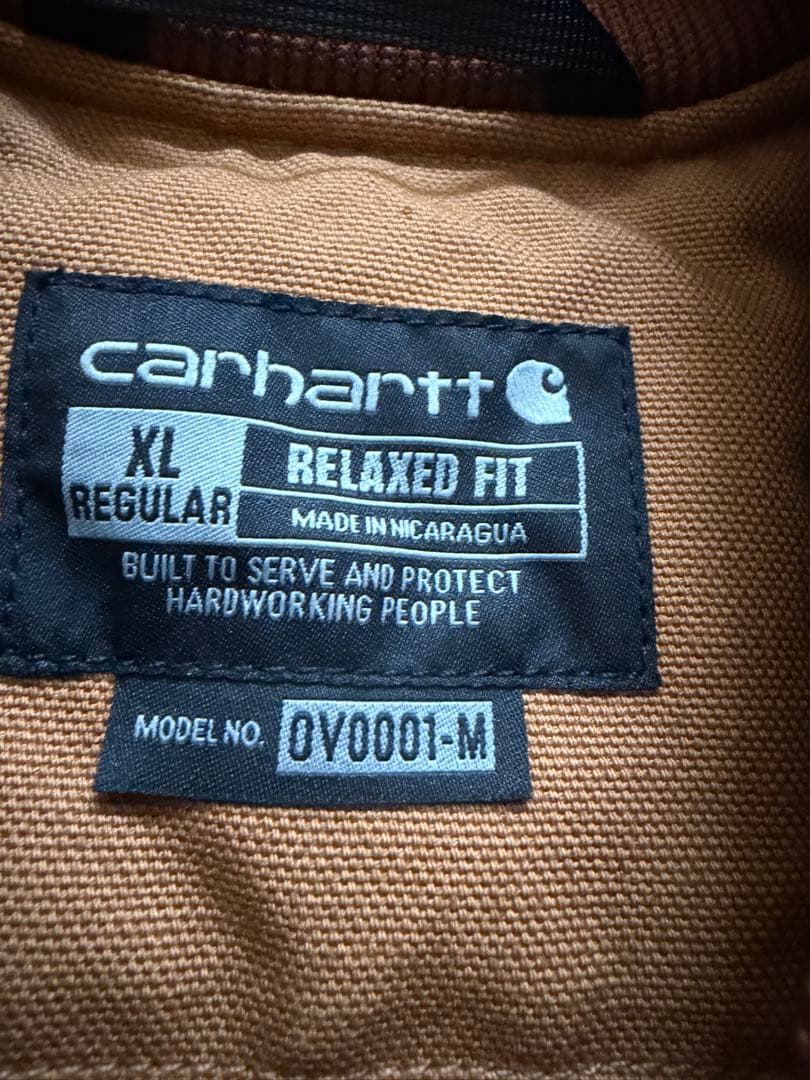 carhartt
XL
REGULAR
RELAXED FIT
MADE IN NICARAGUA
BUILT TO SERVE AND PROTECT
HARDWORKING PEOPLE
MODEL NO. OV0001-M